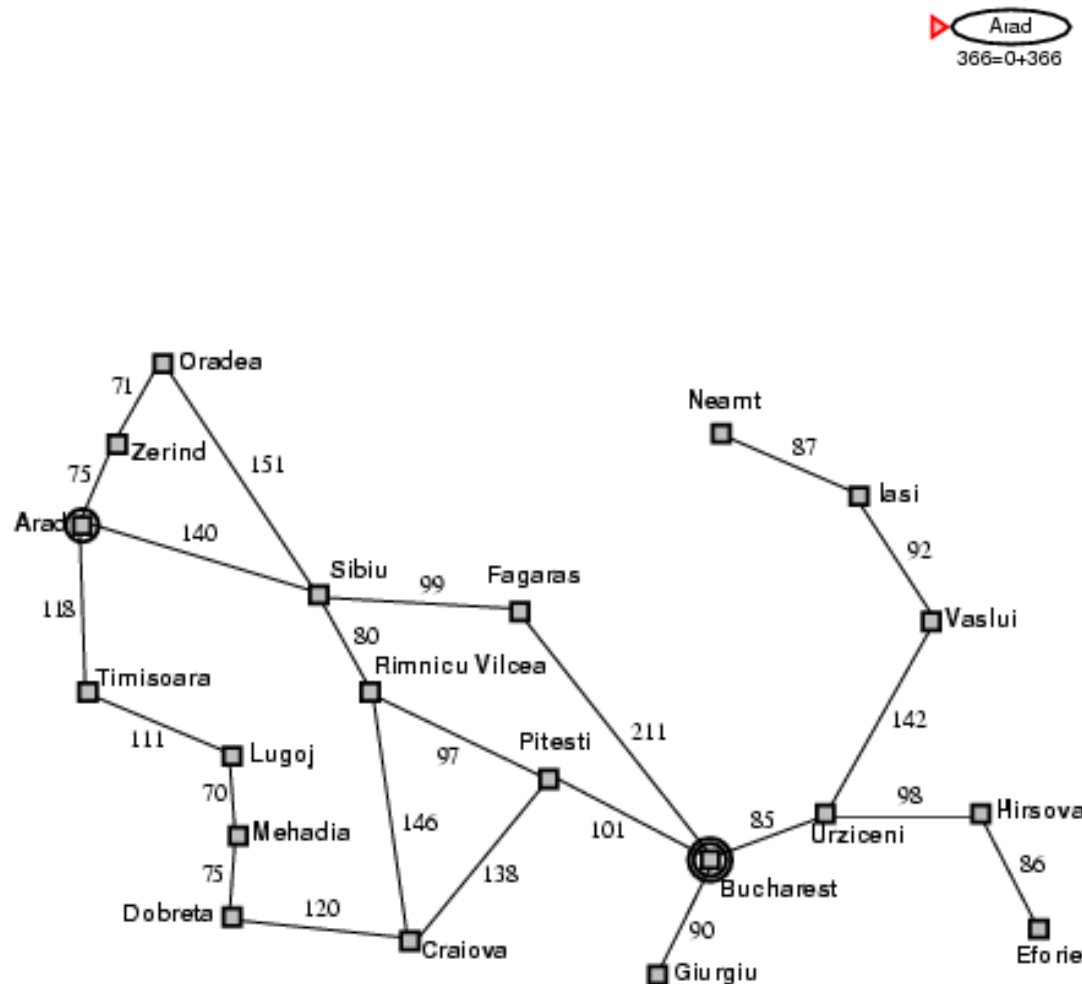 Arad
366=0+366
Oradea
71
Neamt
87
Zerind
75
151
Iasi
Arad
140
92
Sibiu
Fagaras
99
118
Vaslui
80
Rimnicu Vilcea
Timisoara
142
211
111
Pitesti
97
Lugoj
70
98
Hirsova
146
85
Mehadia
101
Urziceni
86
75
138
Bucharest
Dobreta
120
90
Craiova
Eforie
Giurgiu